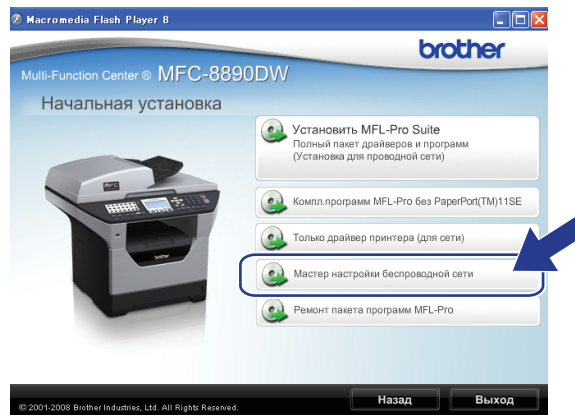 Macromedia Flash Player 8
brother
Multi-Function Center ® MFC-8890DW
Начальная установка
Установить MFL-Pro Suite
Полный пакет драйверов и программ
(Установка для проводной сети)
Компл.программ MFL-Pro без PaperPort(TM)11SE
Только драйвер принтера (для сети)
Мастер настройки беспроводной сети
Ремонт пакета программ MFL-Pro
brother
© 2001-2008 Brother Industries, Ltd. All Rights Reserved.
Назад
Выход